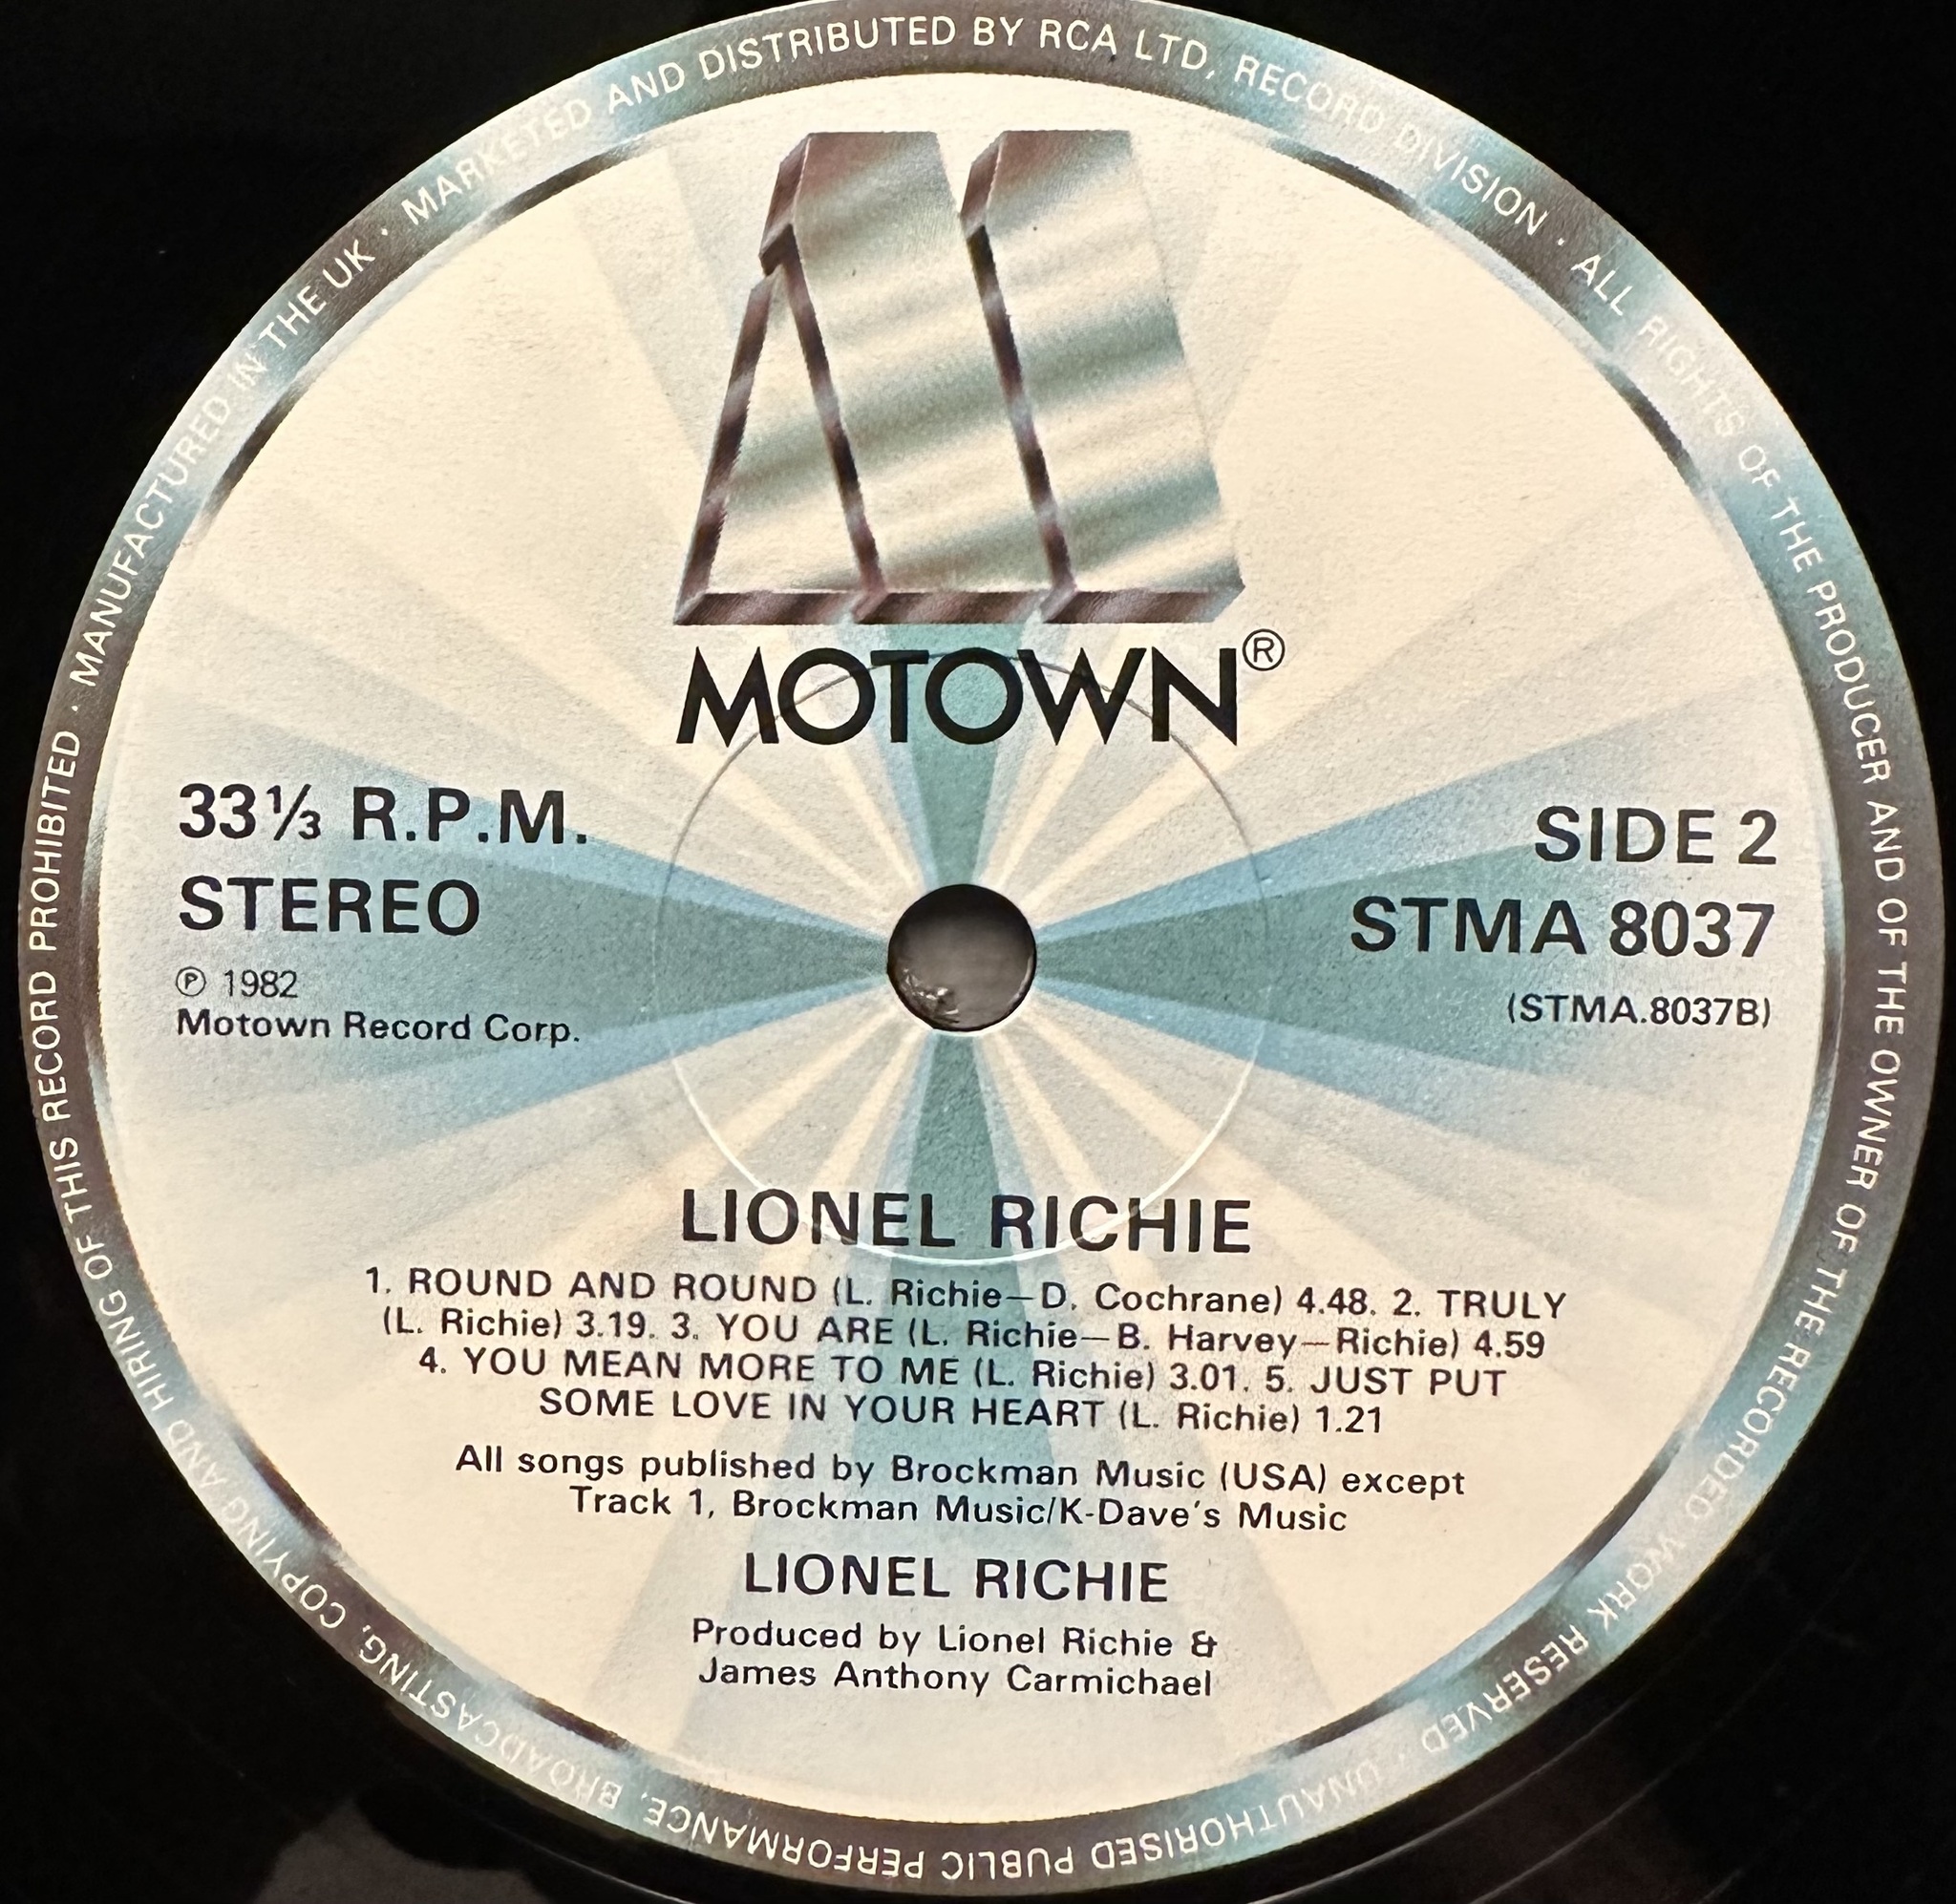 MANUFACTURED IN THE UK · MARKETED AND DISTRIBUTED BY RCA LTD, RECORD DIVISION · ALL RIGHTS OF THE PRODUCER AND OF THE OWNER OF THE RECORDED WORK RESERVED · UNAUTHORISED PUBLIC PERFORMANCE, BROADCASTING, COPYING AND HIRING OF THIS RECORD PROHIBITED ·
MOTOWN®
33⅓ R.P.M.
STEREO
℗ 1982
Motown Record Corp.
SIDE 2
STMA 8037
(STMA.8037B)
LIONEL RICHIE
1. ROUND AND ROUND (L. Richie—D. Cochrane) 4.48. 2. TRULY
(L. Richie) 3.19. 3. YOU ARE (L. Richie—B. Harvey—Richie) 4.59
4. YOU MEAN MORE TO ME (L. Richie) 3.01. 5. JUST PUT
SOME LOVE IN YOUR HEART (L. Richie) 1.21
All songs published by Brockman Music (USA) except
Track 1, Brockman Music/K-Dave's Music
LIONEL RICHIE
Produced by Lionel Richie &
James Anthony Carmichael